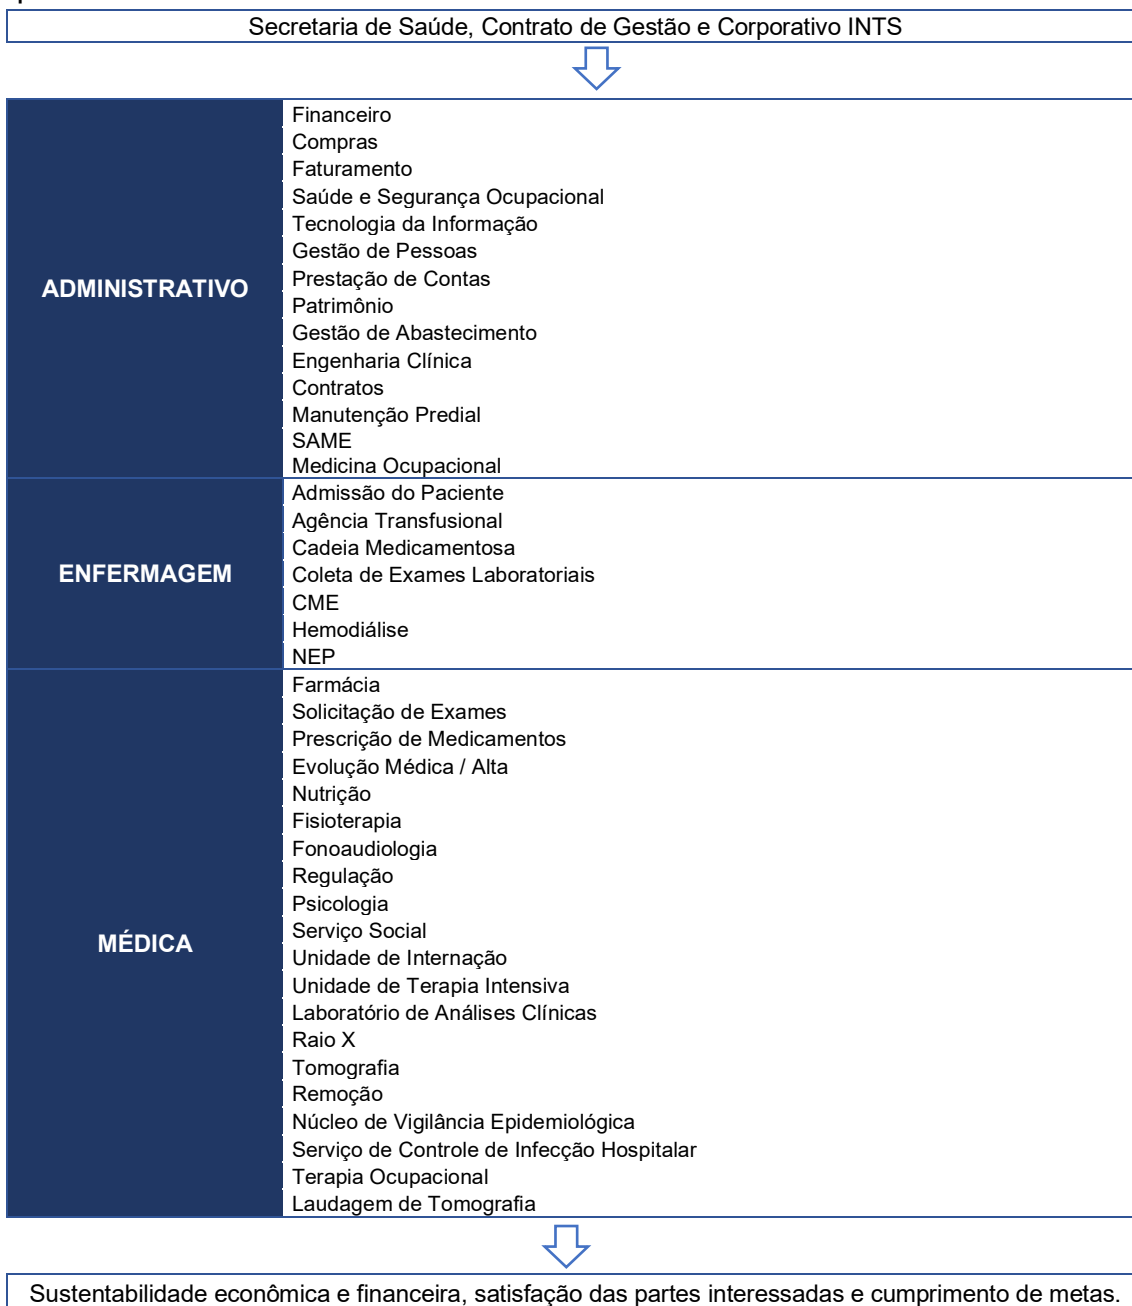 Secretaria de Saúde, Contrato de Gestão e Corporativo INTS
ADMINISTRATIVO
Financeiro
Compras
Faturamento
Saúde e Segurança Ocupacional
Tecnologia da Informação
Gestão de Pessoas
Prestação de Contas
Patrimônio
Gestão de Abastecimento
Engenharia Clínica
Contratos
Manutenção Predial
SAME
Medicina Ocupacional
ENFERMAGEM
Admissão do Paciente
Agência Transfusional
Cadeia Medicamentosa
Coleta de Exames Laboratoriais
CME
Hemodiálise
NEP
MÉDICA
Farmácia
Solicitação de Exames
Prescrição de Medicamentos
Evolução Médica / Alta
Nutrição
Fisioterapia
Fonoaudiologia
Regulação
Psicologia
Serviço Social
Unidade de Internação
Unidade de Terapia Intensiva
Laboratório de Análises Clínicas
Raio X
Tomografia
Remoção
Núcleo de Vigilância Epidemiológica
Serviço de Controle de Infecção Hospitalar
Terapia Ocupacional
Laudagem de Tomografia
Sustentabilidade econômica e financeira, satisfação das partes interessadas e cumprimento de metas.